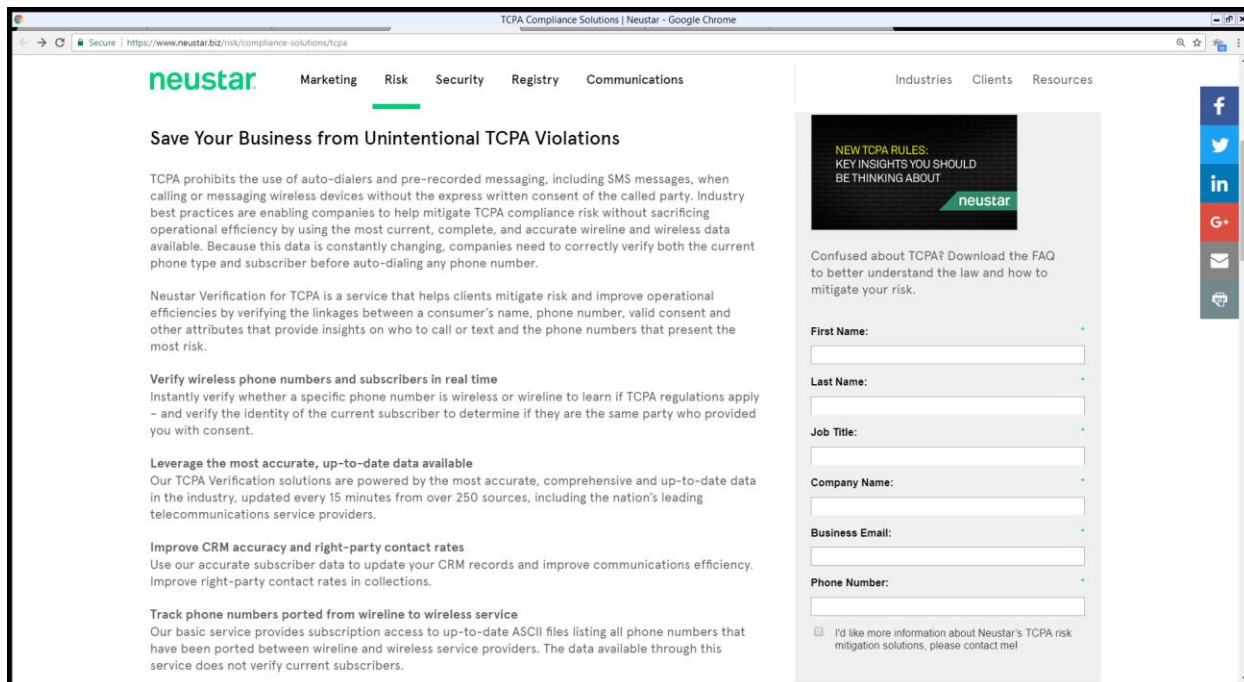 TCPA Compliance Solutions | Neustar - Google Chrome
Secure | https://www.neustar.biz/risk/compliance-solutions/tcpa
neustar
Marketing Risk Security Registry Communications
Industries Clients Resources
Save Your Business from Unintentional TCPA Violations
TCPA prohibits the use of auto-dialers and pre-recorded messaging, including SMS messages, when
calling or messaging wireless devices without the express written consent of the called party. Industry
best practices are enabling companies to help mitigate TCPA compliance risk without sacrificing
operational efficiency by using the most current, complete, and accurate wireline and wireless data
available. Because this data is constantly changing, companies need to correctly verify both the current
phone type and subscriber before auto-dialing any phone number.
Neustar Verification for TCPA is a service that helps clients mitigate risk and improve operational
efficiencies by verifying the linkages between a consumer's name, phone number, valid consent and
other attributes that provide insights on who to call or text and the phone numbers that present the
most risk.
Verify wireless phone numbers and subscribers in real time
Instantly verify whether a specific phone number is wireless or wireline to learn if TCPA regulations apply
– and verify the identity of the current subscriber to determine if they are the same party who provided
you with consent.
Leverage the most accurate, up-to-date data available
Our TCPA Verification solutions are powered by the most accurate, comprehensive and up-to-date data
in the industry, updated every 15 minutes from over 250 sources, including the nation's leading
telecommunications service providers.
Improve CRM accuracy and right-party contact rates
Use our accurate subscriber data to update your CRM records and improve communications efficiency.
Improve right-party contact rates in collections.
Track phone numbers ported from wireline to wireless service
Our basic service provides subscription access to up-to-date ASCII files listing all phone numbers that
have been ported between wireline and wireless service providers. The data available through this
service does not verify current subscribers.
NEW TCPA RULES:
KEY INSIGHTS YOU SHOULD
BE THINKING ABOUT
neustar
Confused about TCPA? Download the FAQ
to better understand the law and how to
mitigate your risk.
First Name: *
Last Name: *
Job Title: *
Company Name: *
Business Email: *
Phone Number: *
I'd like more information about Neustar's TCPA risk
mitigation solutions, please contact me!
f
in
G+